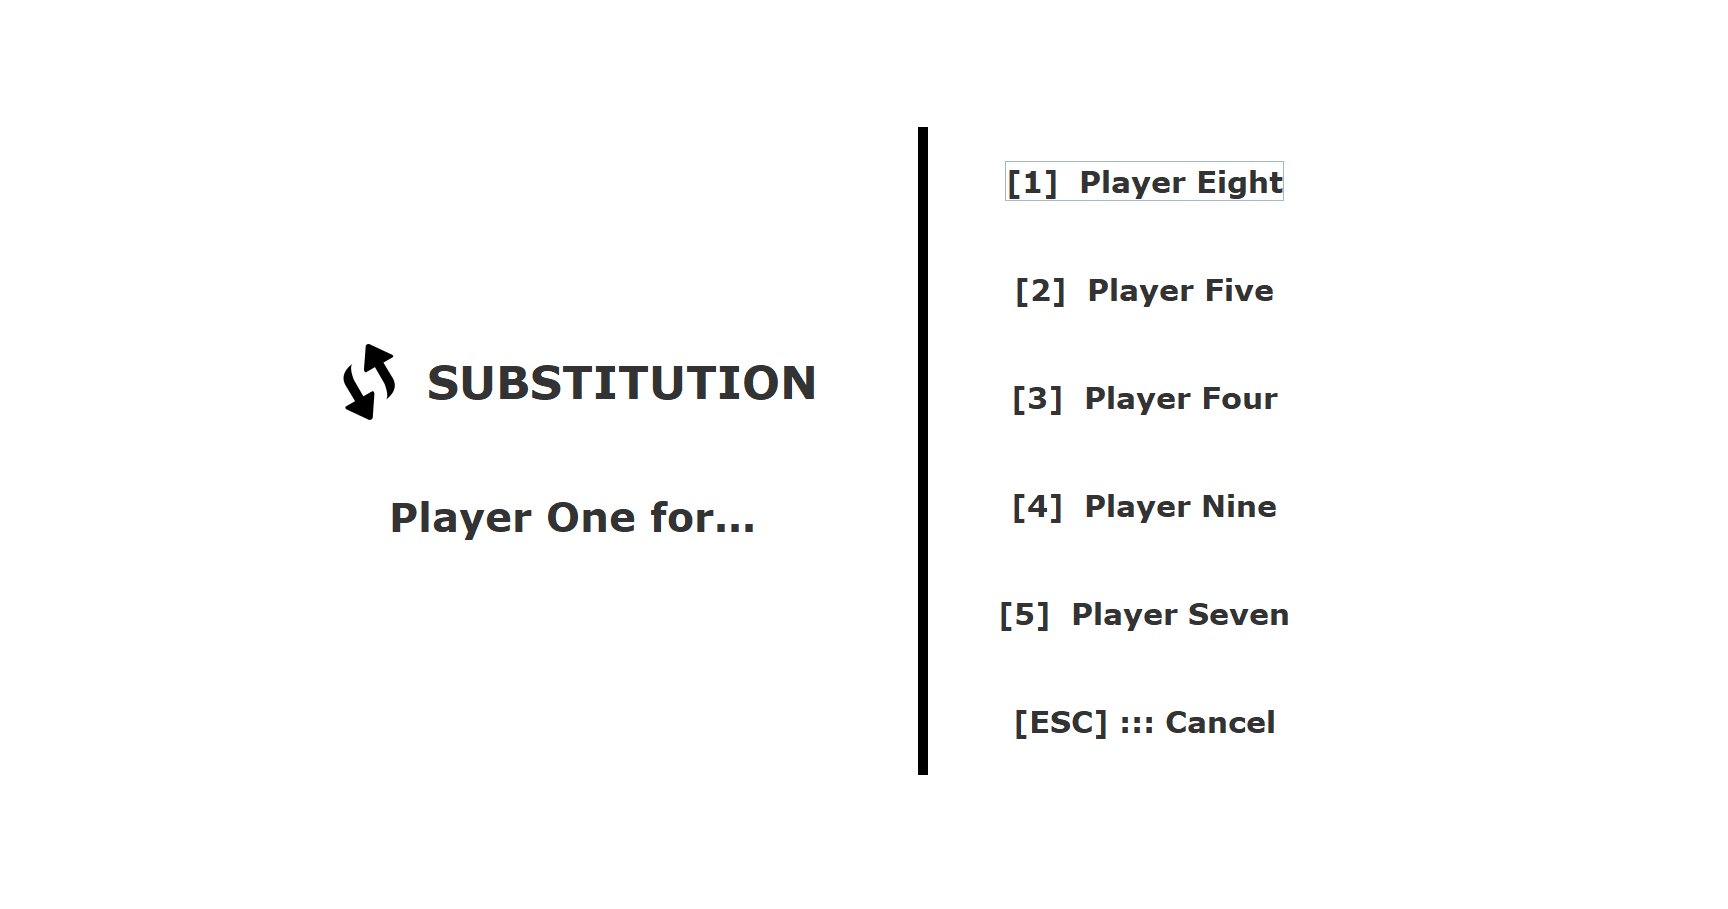 SUBSTITUTION
Player One for...
[1] Player Eight
[2] Player Five
[3] Player Four
[4] Player Nine
[5] Player Seven
[ESC] ::: Cancel